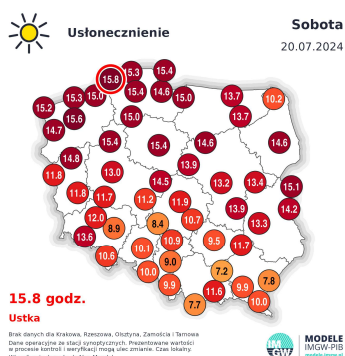 Usłonecznienie
Sobota
20.07.2024
15.3 15.4
15.8
15.0 15.4 14.6 15.0 13.7 10.2
15.3
15.2
15.6 15.0 13.7
14.7
15.4 15.4 14.6 14.6
14.8 13.9
11.8 13.0 14.5 13.2 13.4 15.1
11.8 11.7 11.2 11.9
13.9 14.2
12.0 8.4 10.7 13.3
8.9
13.6 10.9 9.5 11.7
10.6 10.1
9.0
10.0 7.2
9.9 11.6 9.9 7.8
7.7 10.0
15.8 godz.
Ustka
Brak danych dla Krakowa, Rzeszowa, Olsztyna, Zamościa i Tarnowa
Dane operacyjne ze stacji synoptycznych. Prezentowane wartości
w procesie kontroli i weryfikacji mogą ulec zmianie. Czas lokalny.
IM
GW
MODELE
IMGW-PIB